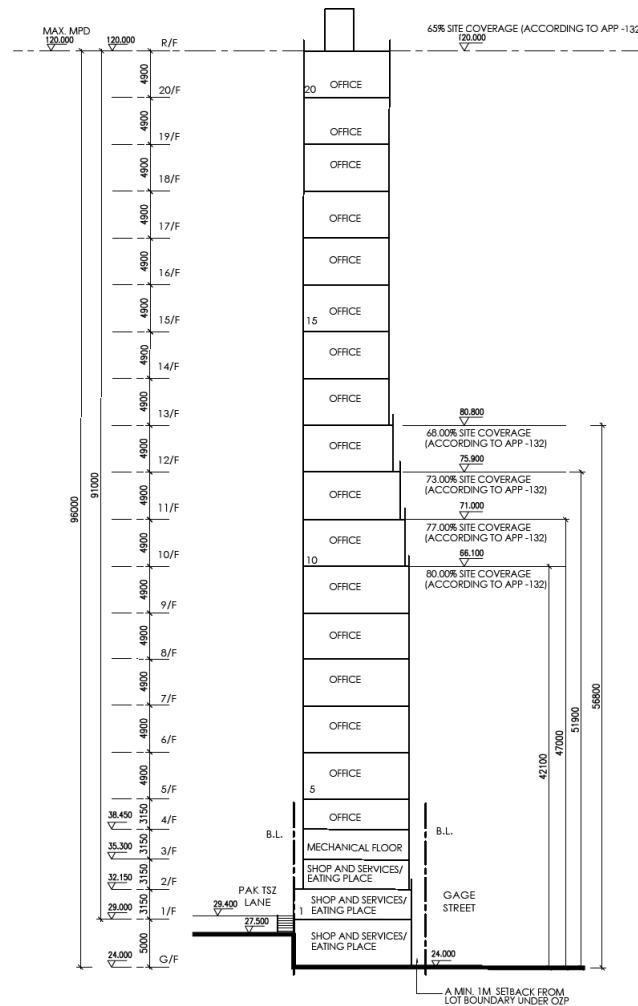 MAX. MPD
120.000
120.000
R/F
65% SITE COVERAGE (ACCORDING TO APP -132
120.000
4900
20 OFFICE
20/F
4900
OFFICE
19/F
4900
OFFICE
18/F
4900
OFFICE
17/F
4900
OFFICE
16/F
4900
15 OFFICE
15/F
4900
OFFICE
14/F
4900
OFFICE
13/F
80.800
68.00% SITE COVERAGE
(ACCORDING TO APP -132)
4900
OFFICE
12/F
75.900
73.00% SITE COVERAGE
(ACCORDING TO APP -132)
4900
OFFICE
11/F
71.000
77.00% SITE COVERAGE
(ACCORDING TO APP -132)
4900
10 OFFICE
10/F
66.100
80.00% SITE COVERAGE
(ACCORDING TO APP -132)
4900
OFFICE
9/F
4900
OFFICE
8/F
4900
OFFICE
7/F
4900
OFFICE
6/F
4900
5 OFFICE
5/F
96000
91000
42100
47000
51900
56800
3150
OFFICE
38.450
4/F
B.L.
B.L.
3150
MECHANICAL FLOOR
35.300
3/F
3150
SHOP AND SERVICES/
EATING PLACE
32.150
2/F
PAK TSZ
LANE
GAGE
STREET
3150
1 SHOP AND SERVICES/
EATING PLACE
29.400
29.000
1/F
27.500
5000
SHOP AND SERVICES/
EATING PLACE
24.000
G/F
24.000
A MIN. 1M SETBACK FROM
LOT BOUNDARY UNDER OZP